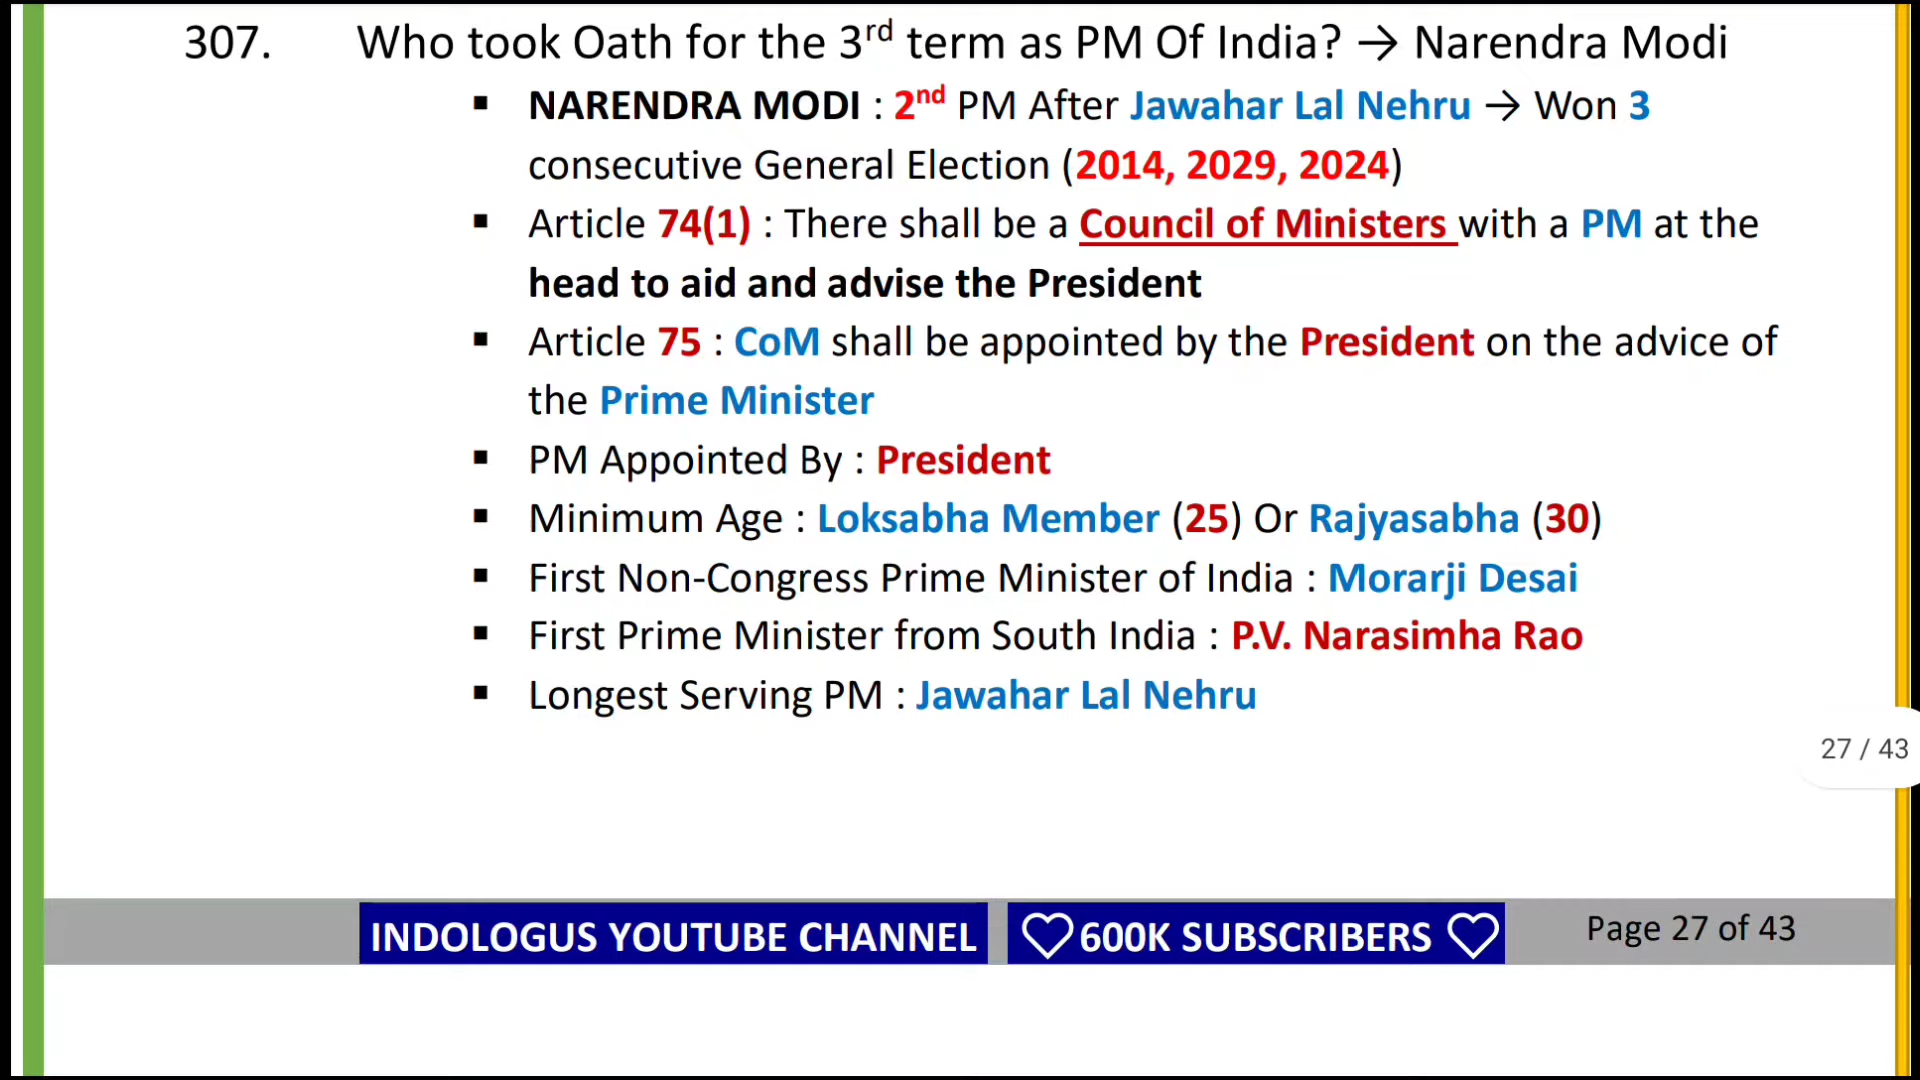 307. Who took Oath for the 3rd term as PM Of India? → Narendra Modi
▪ NARENDRA MODI : 2nd PM After Jawahar Lal Nehru → Won 3
consecutive General Election (2014, 2029, 2024)
▪ Article 74(1) : There shall be a Council of Ministers with a PM at the
head to aid and advise the President
▪ Article 75 : CoM shall be appointed by the President on the advice of
the Prime Minister
▪ PM Appointed By : President
▪ Minimum Age : Loksabha Member (25) Or Rajyasabha (30)
▪ First Non-Congress Prime Minister of India : Morarji Desai
▪ First Prime Minister from South India : P.V. Narasimha Rao
▪ Longest Serving PM : Jawahar Lal Nehru
27 / 43
INDOLOGUS YOUTUBE CHANNEL ♡ 600K SUBSCRIBERS ♡ Page 27 of 43